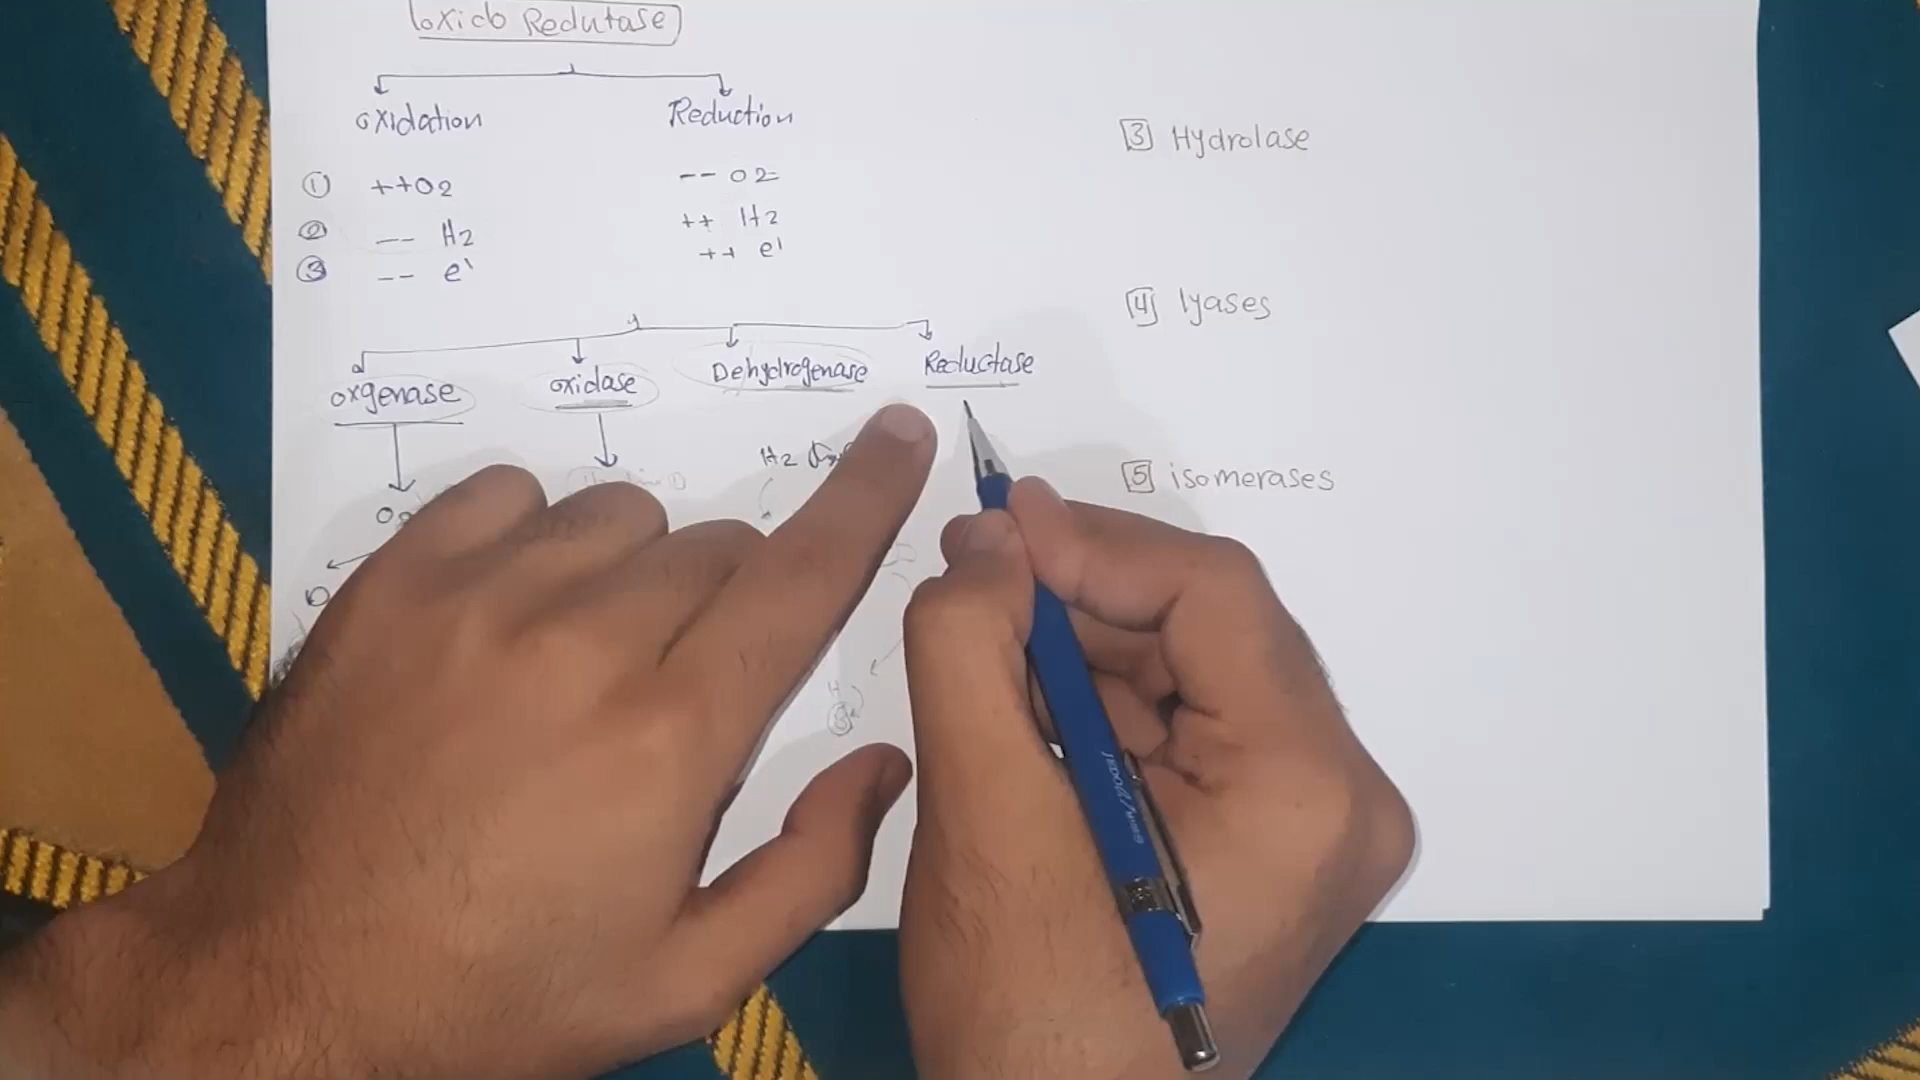 oxido Redutase
oxidation Reduction
① ++O2 -- O2
② -- H2 ++ H2
③ -- e' ++ e'
oxgenase oxidase Dehydrogenase Reductase
H2
3 Hydrolase
4 lyases
5 isomerases